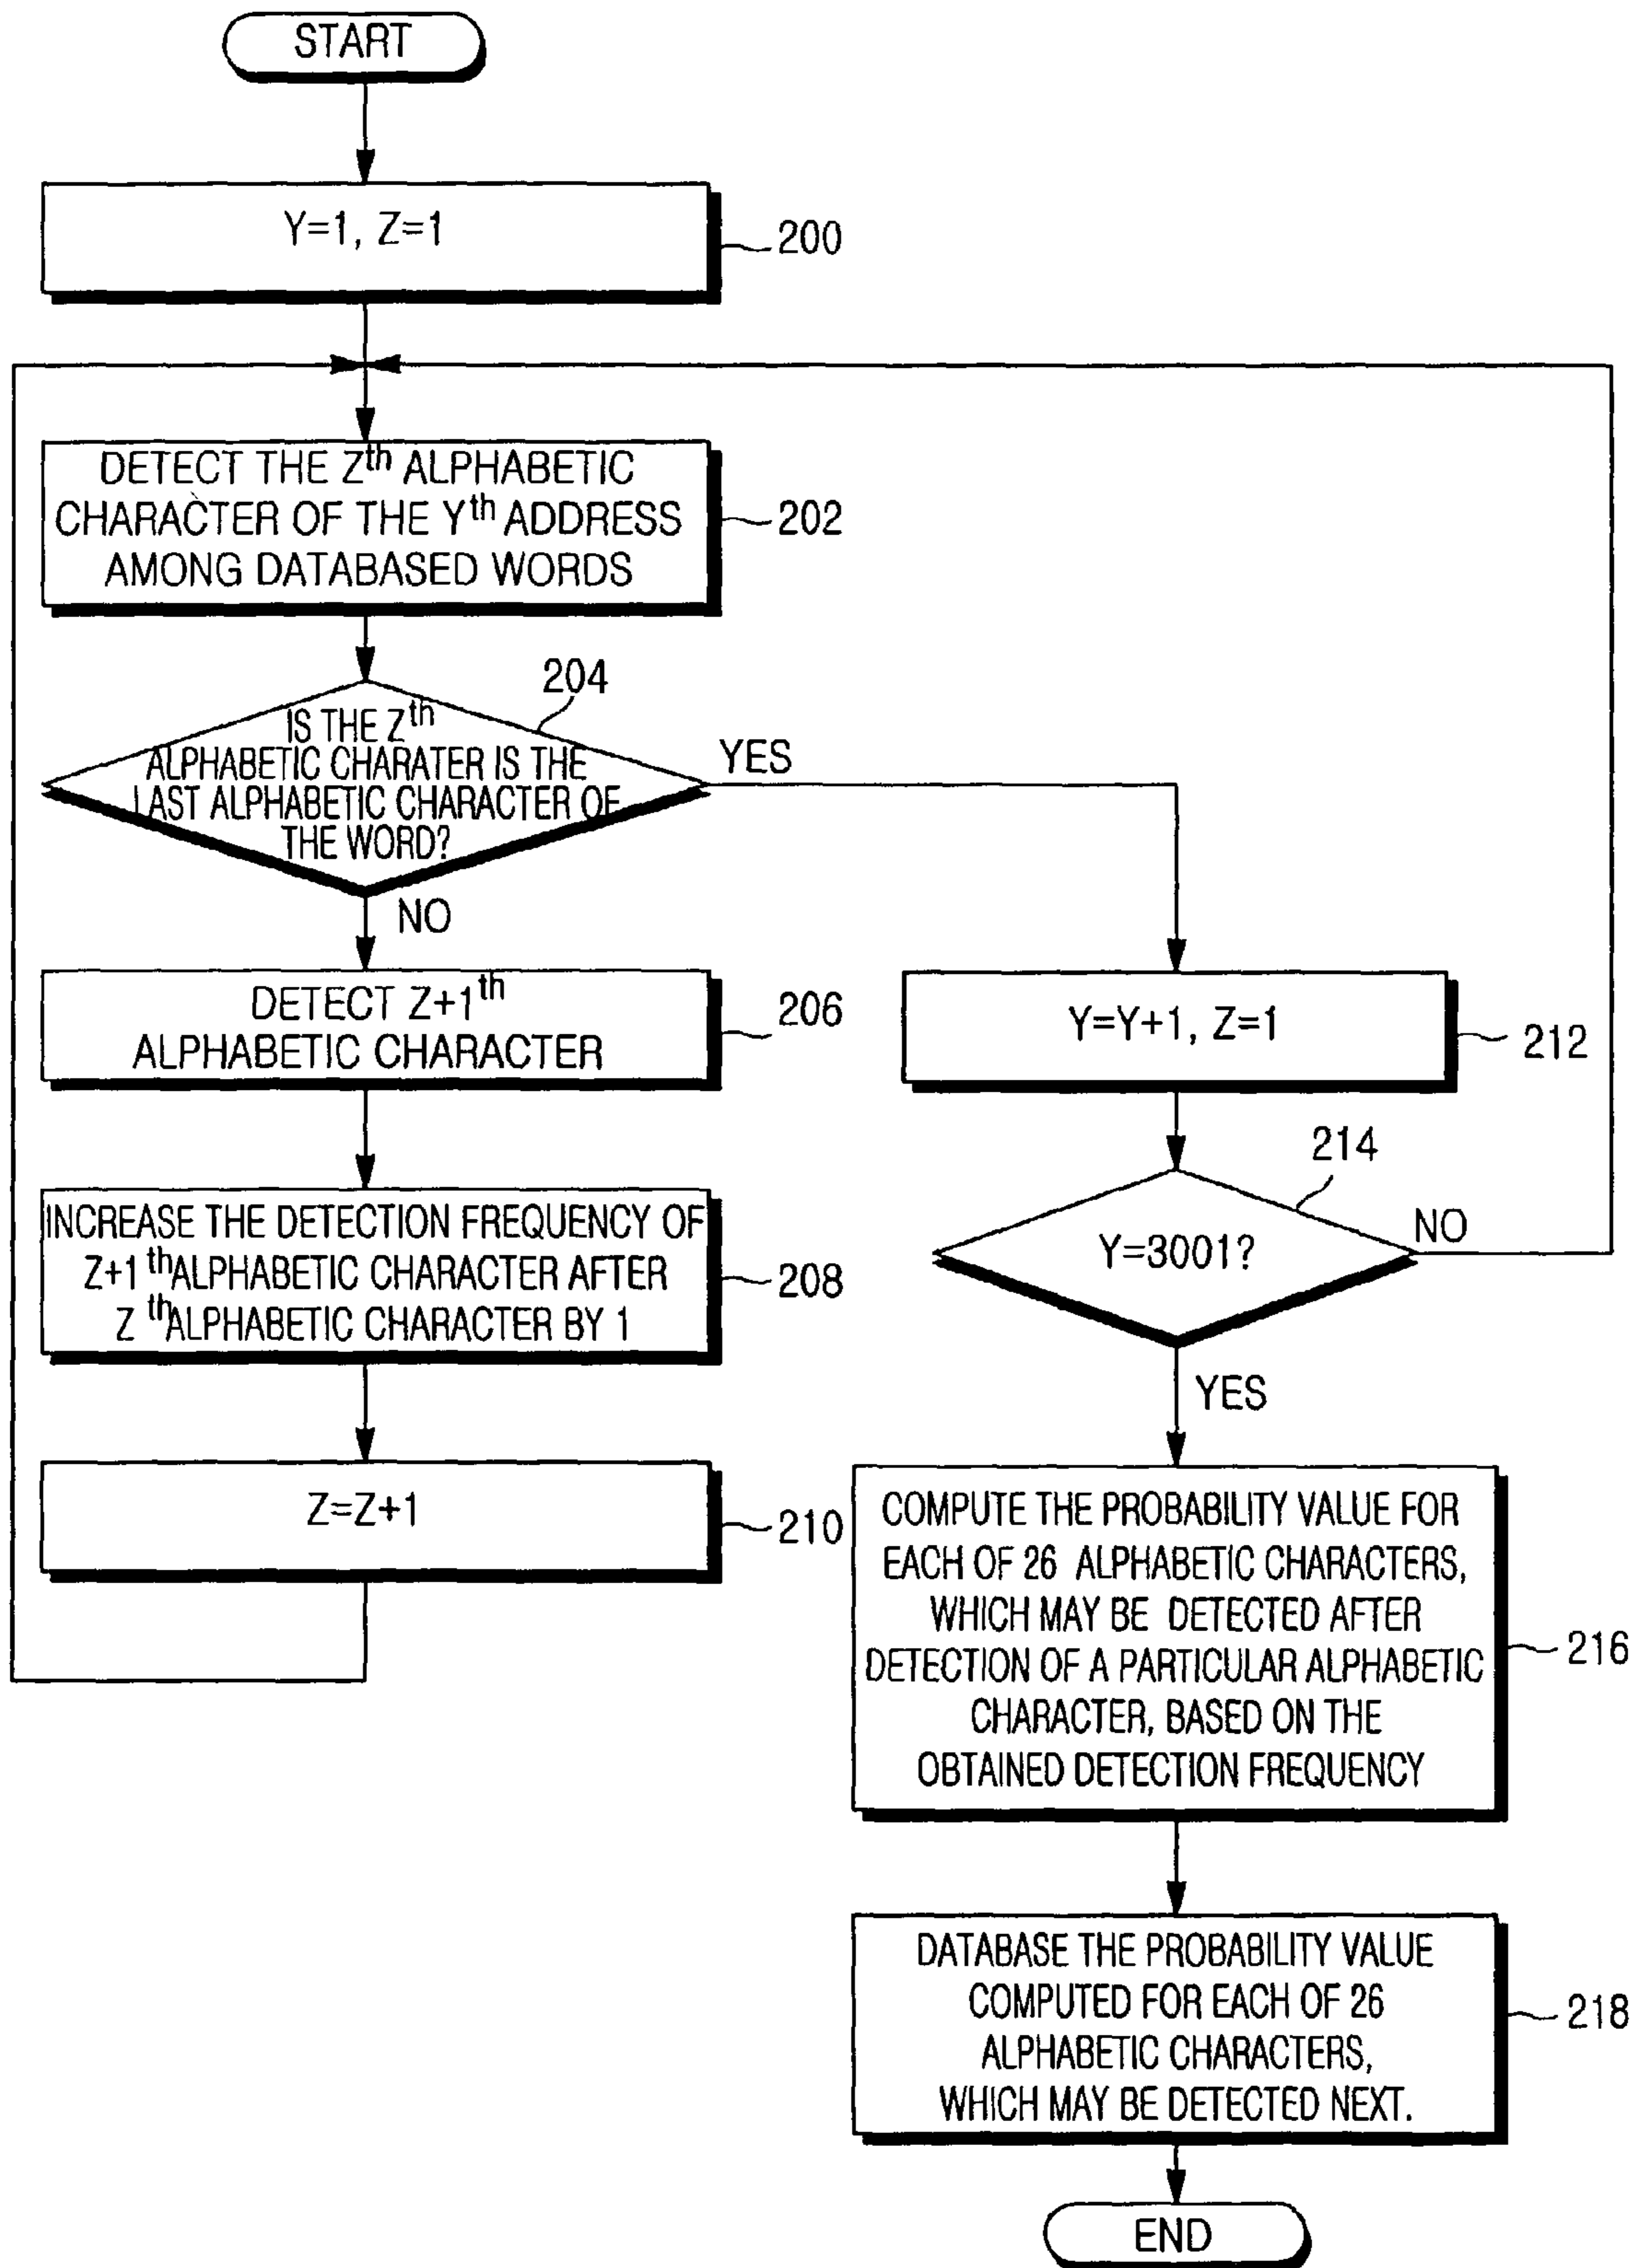 START
Y=1, Z=1
200
DETECT THE Zth ALPHABETIC
CHARACTER OF THE Yth ADDRESS
AMONG DATABASED WORDS
202
204
IS THE Zth
ALPHABETIC CHARATER IS THE
LAST ALPHABETIC CHARACTER OF
THE WORD?
YES
NO
DETECT Z+1th
ALPHABETIC CHARACTER
206
INCREASE THE DETECTION FREQUENCY OF
Z+1 th ALPHABETIC CHARACTER AFTER
Z th ALPHABETIC CHARACTER BY 1
208
Z=Z+1
210
Y=Y+1, Z=1
212
214
Y=3001?
NO
YES
COMPUTE THE PROBABILITY VALUE FOR
EACH OF 26 ALPHABETIC CHARACTERS,
WHICH MAY BE DETECTED AFTER
DETECTION OF A PARTICULAR ALPHABETIC
CHARACTER, BASED ON THE
OBTAINED DETECTION FREQUENCY
216
DATABASE THE PROBABILITY VALUE
COMPUTED FOR EACH OF 26
ALPHABETIC CHARACTERS,
WHICH MAY BE DETECTED NEXT.
218
END